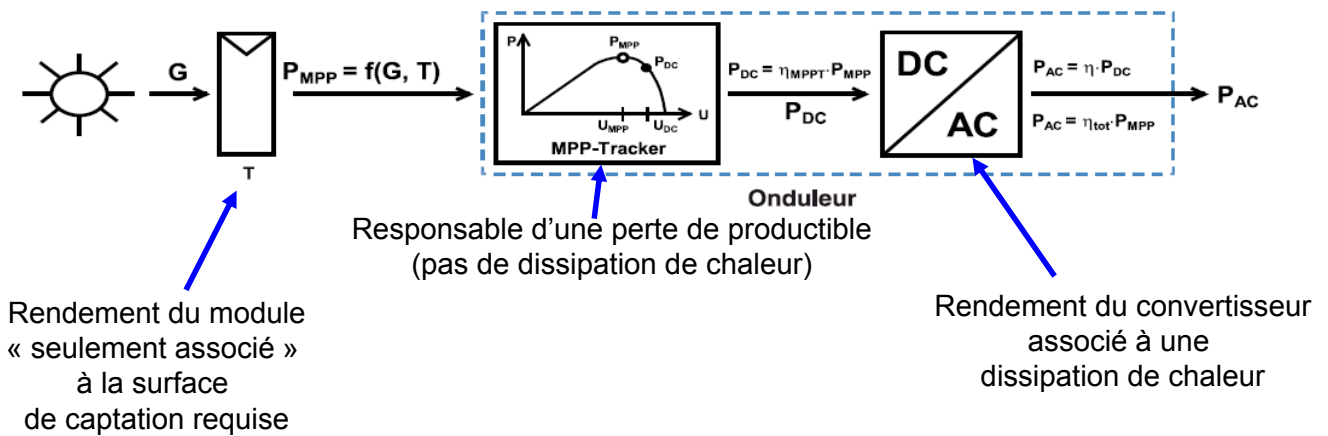 G
T
P_MPP = f(G, T)
P
P_MPP
P_DC
U_MPP
U_DC
U
MPP-Tracker
P_DC = η_MPPT·P_MPP
P_DC
DC
AC
P_AC = η·P_DC
P_AC = η_tot·P_MPP
P_AC
Onduleur
Responsable d’une perte de productible
(pas de dissipation de chaleur)
Rendement du module
« seulement associé »
à la surface
de captation requise
Rendement du convertisseur
associé à une
dissipation de chaleur